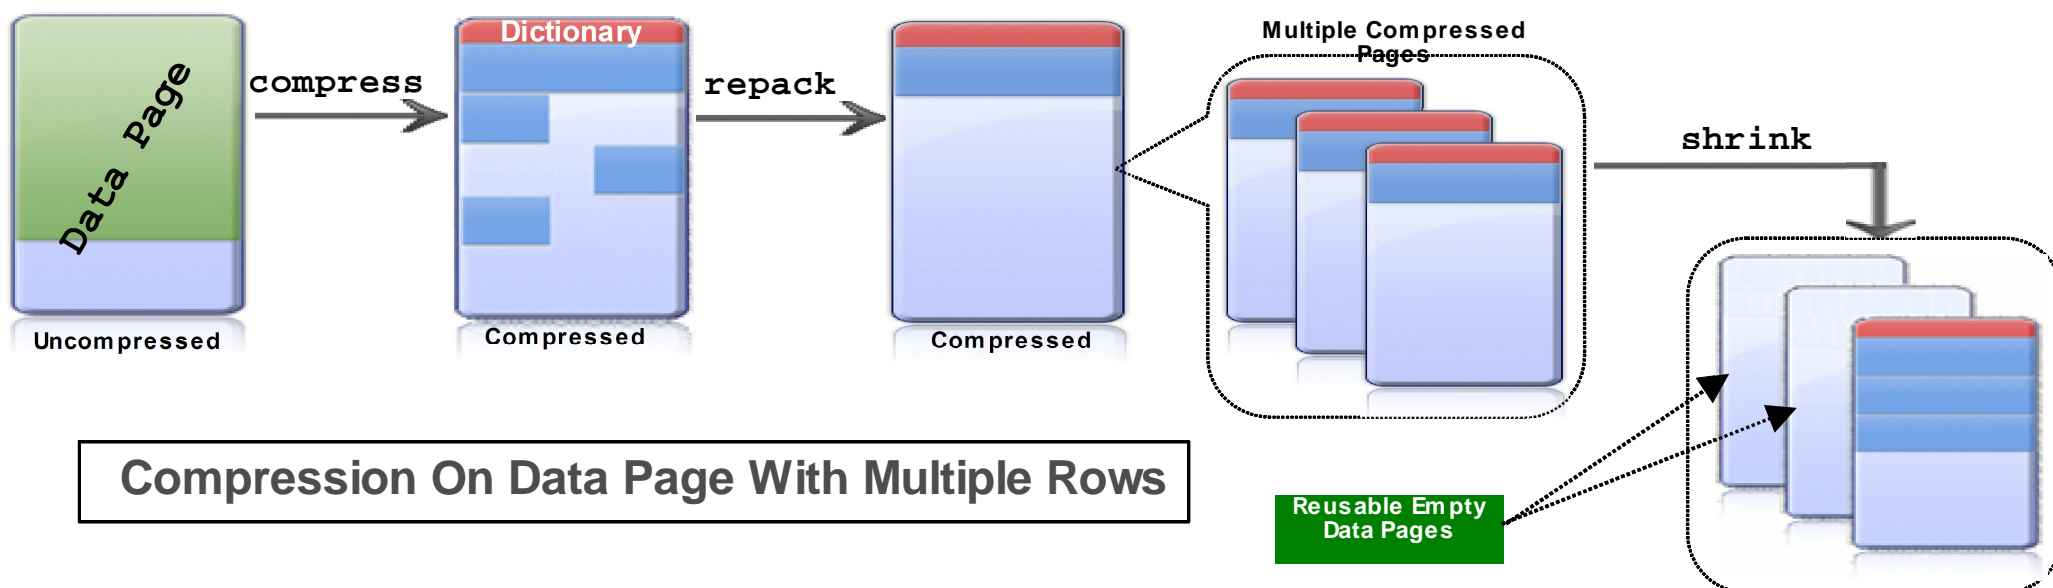 Data Page
Uncompressed
compress
Dictionary
Compressed
repack
Compressed
Multiple Compressed
Pages
shrink
Compression On Data Page With Multiple Rows
Reusable Empty
Data Pages